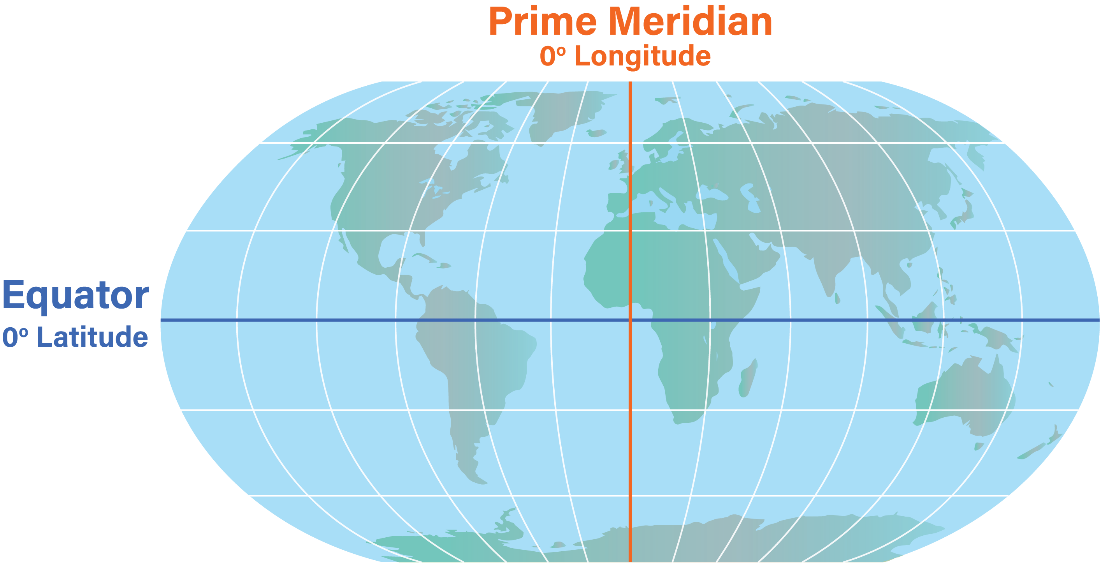 Prime Meridian
0º Longitude
Equator
0º Latitude